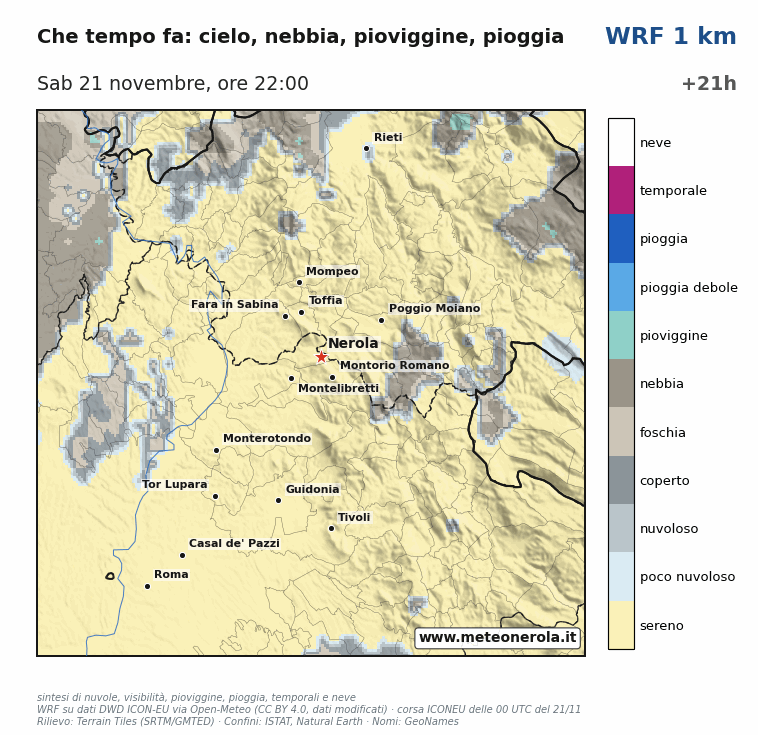 Che tempo fa: cielo, nebbia, pioviggine, pioggia
WRF 1 km
Sab 21 novembre, ore 22:00
+21h
Rieti
Mompeo
Fara in Sabina
Toffia
Poggio Moiano
Nerola
Montorio Romano
Montelibretti
Monterotondo
Tor Lupara
Guidonia
Tivoli
Casal de' Pazzi
Roma
www.meteonerola.it
neve
temporale
pioggia
pioggia debole
pioviggine
nebbia
foschia
coperto
nuvoloso
poco nuvoloso
sereno
sintesi di nuvole, visibilità, pioviggine, pioggia, temporali e neve
WRF su dati DWD ICON-EU via Open-Meteo (CC BY 4.0, dati modificati) · corsa ICONEU delle 00 UTC del 21/11
Rilievo: Terrain Tiles (SRTM/GMTED) · Confini: ISTAT, Natural Earth · Nomi: GeoNames